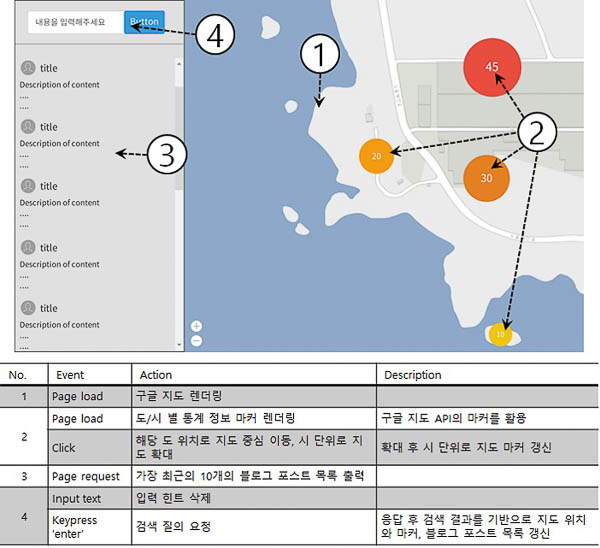 내용을 입력해주세요 Button
4
title
Description of content
....
....
title
Description of content
....
....
title
Description of content
....
....
title
Description of content
....
....
title
Description of content
....
3
1
45
2
20
30
10
+
−
No. Event Action Description
1 Page load 구글 지도 렌더링
2 Page load 도/시 별 통계 정보 마커 렌더링 구글 지도 API의 마커를 활용
Click 해당 도 위치로 지도 중심 이동, 시 단위로 지
도 확대 확대 후 시 단위로 지도 마커 갱신
3 Page request 가장 최근의 10개의 블로그 포스트 목록 출력
4 Input text 입력 힌트 삭제
Keypress
'enter' 검색 질의 요청 응답 후 검색 결과를 기반으로 지도 위치
와 마커, 블로그 포스트 목록 갱신